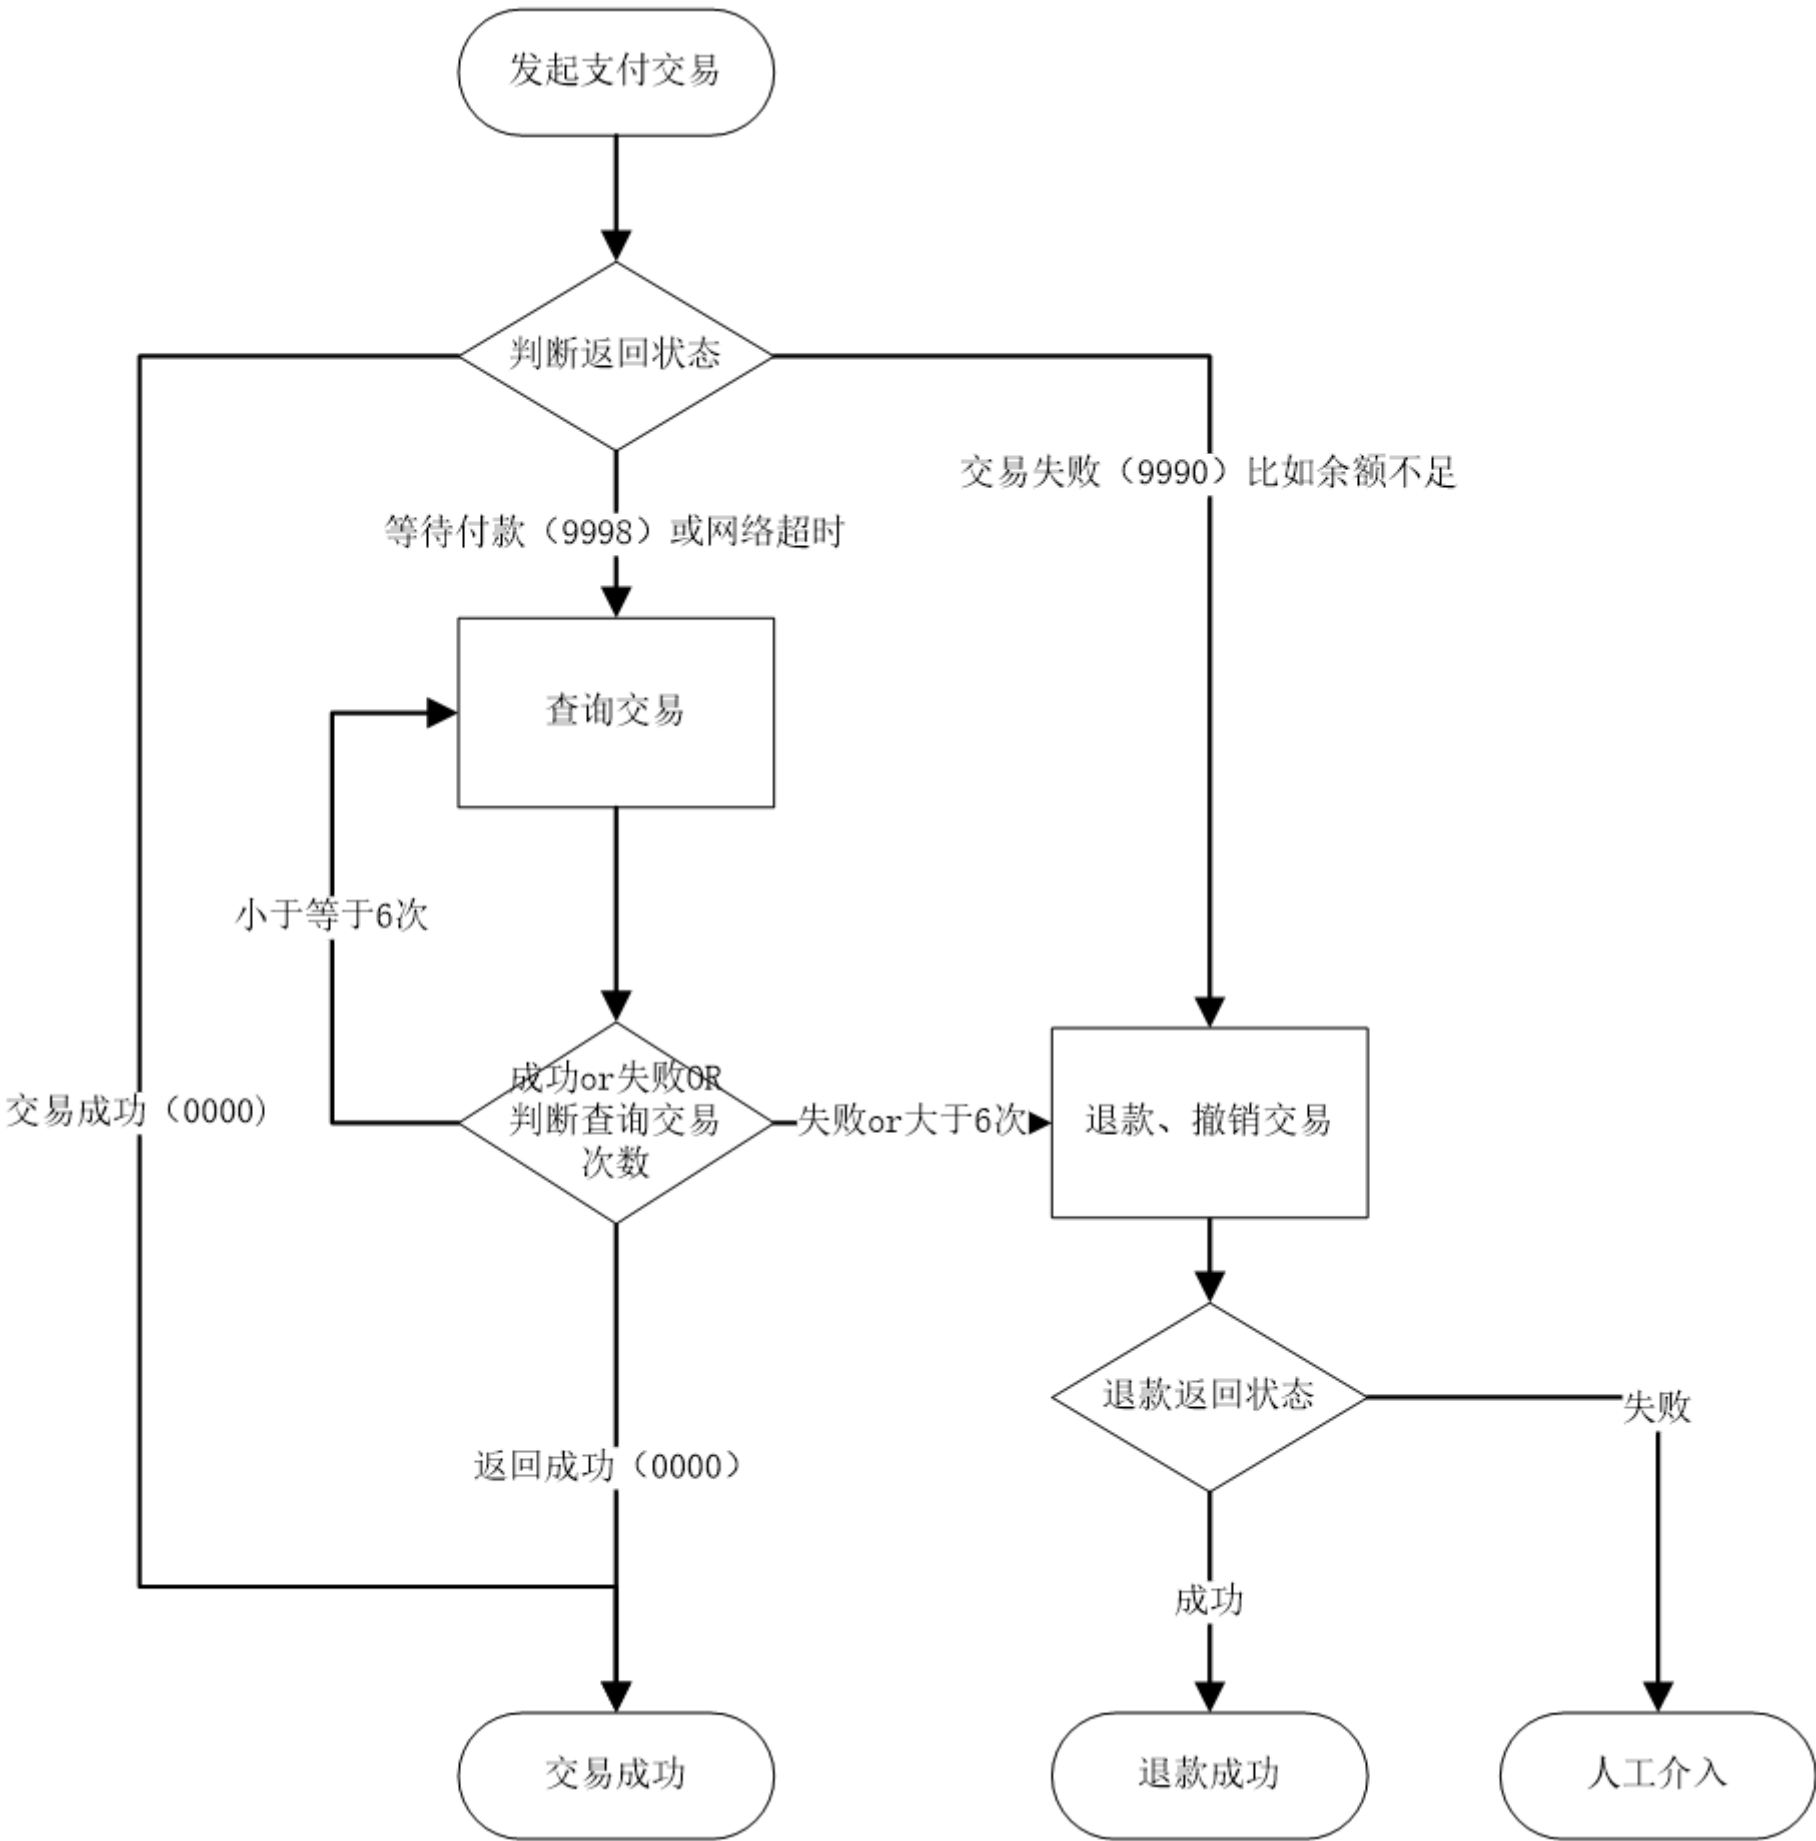 发起支付交易
判断返回状态
交易失败（9990）比如余额不足
等待付款（9998）或网络超时
查询交易
小于等于6次
成功or失败OR
判断查询交易
次数
交易成功（0000）
失败or大于6次
退款、撤销交易
退款返回状态
失败
返回成功（0000）
成功
交易成功
退款成功
人工介入